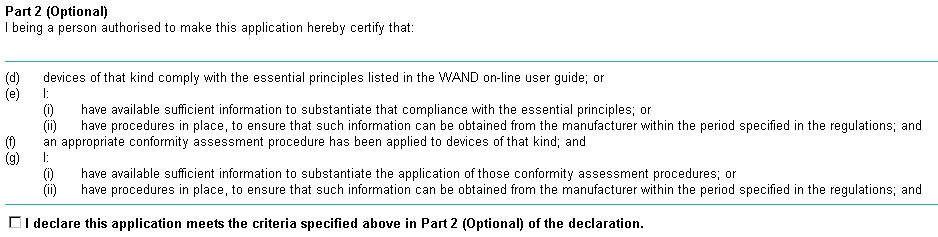 Part 2 (Optional)
I being a person authorised to make this application hereby certify that:
(d) devices of that kind comply with the essential principles listed in the WAND on-line user guide; or
(e) I:
(i) have available sufficient information to substantiate that compliance with the essential principles; or
(ii) have procedures in place, to ensure that such information can be obtained from the manufacturer within the period specified in the regulations; and
(f) an appropriate conformity assessment procedure has been applied to devices of that kind; and
(g) I:
(i) have available sufficient information to substantiate the application of those conformity assessment procedures; or
(ii) have procedures in place, to ensure that such information can be obtained from the manufacturer within the period specified in the regulations; and
I declare this application meets the criteria specified above in Part 2 (Optional) of the declaration.